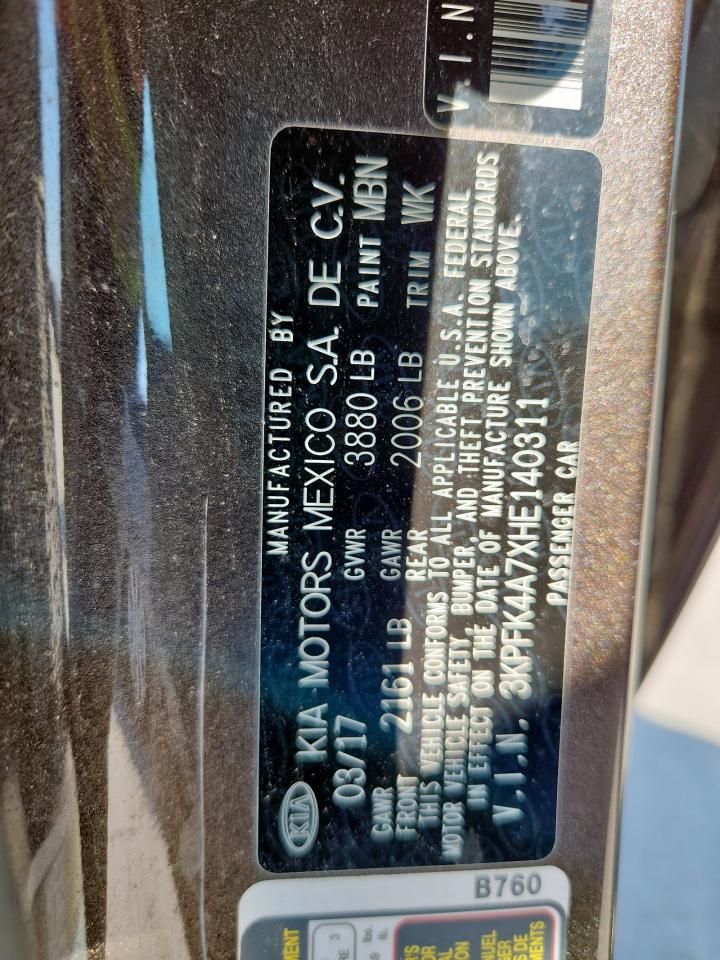 V.I.N
MANUFACTURED BY
KIA KIA MOTORS MEXICO S.A. DE C.V.
03/17 GVWR 3880 LB PAINT MBN
GAWR FRONT 2161 LB GAWR REAR 2006 LB TRIM WK
THIS VEHICLE CONFORMS TO ALL APPLICABLE U.S.A. FEDERAL
MOTOR VEHICLE SAFETY, BUMPER, AND THEFT PREVENTION STANDARDS
IN EFFECT ON THE DATE OF MANUFACTURE SHOWN ABOVE.
V.I.N. 3KPFK4A7XHE140311
PASSENGER CAR
B760